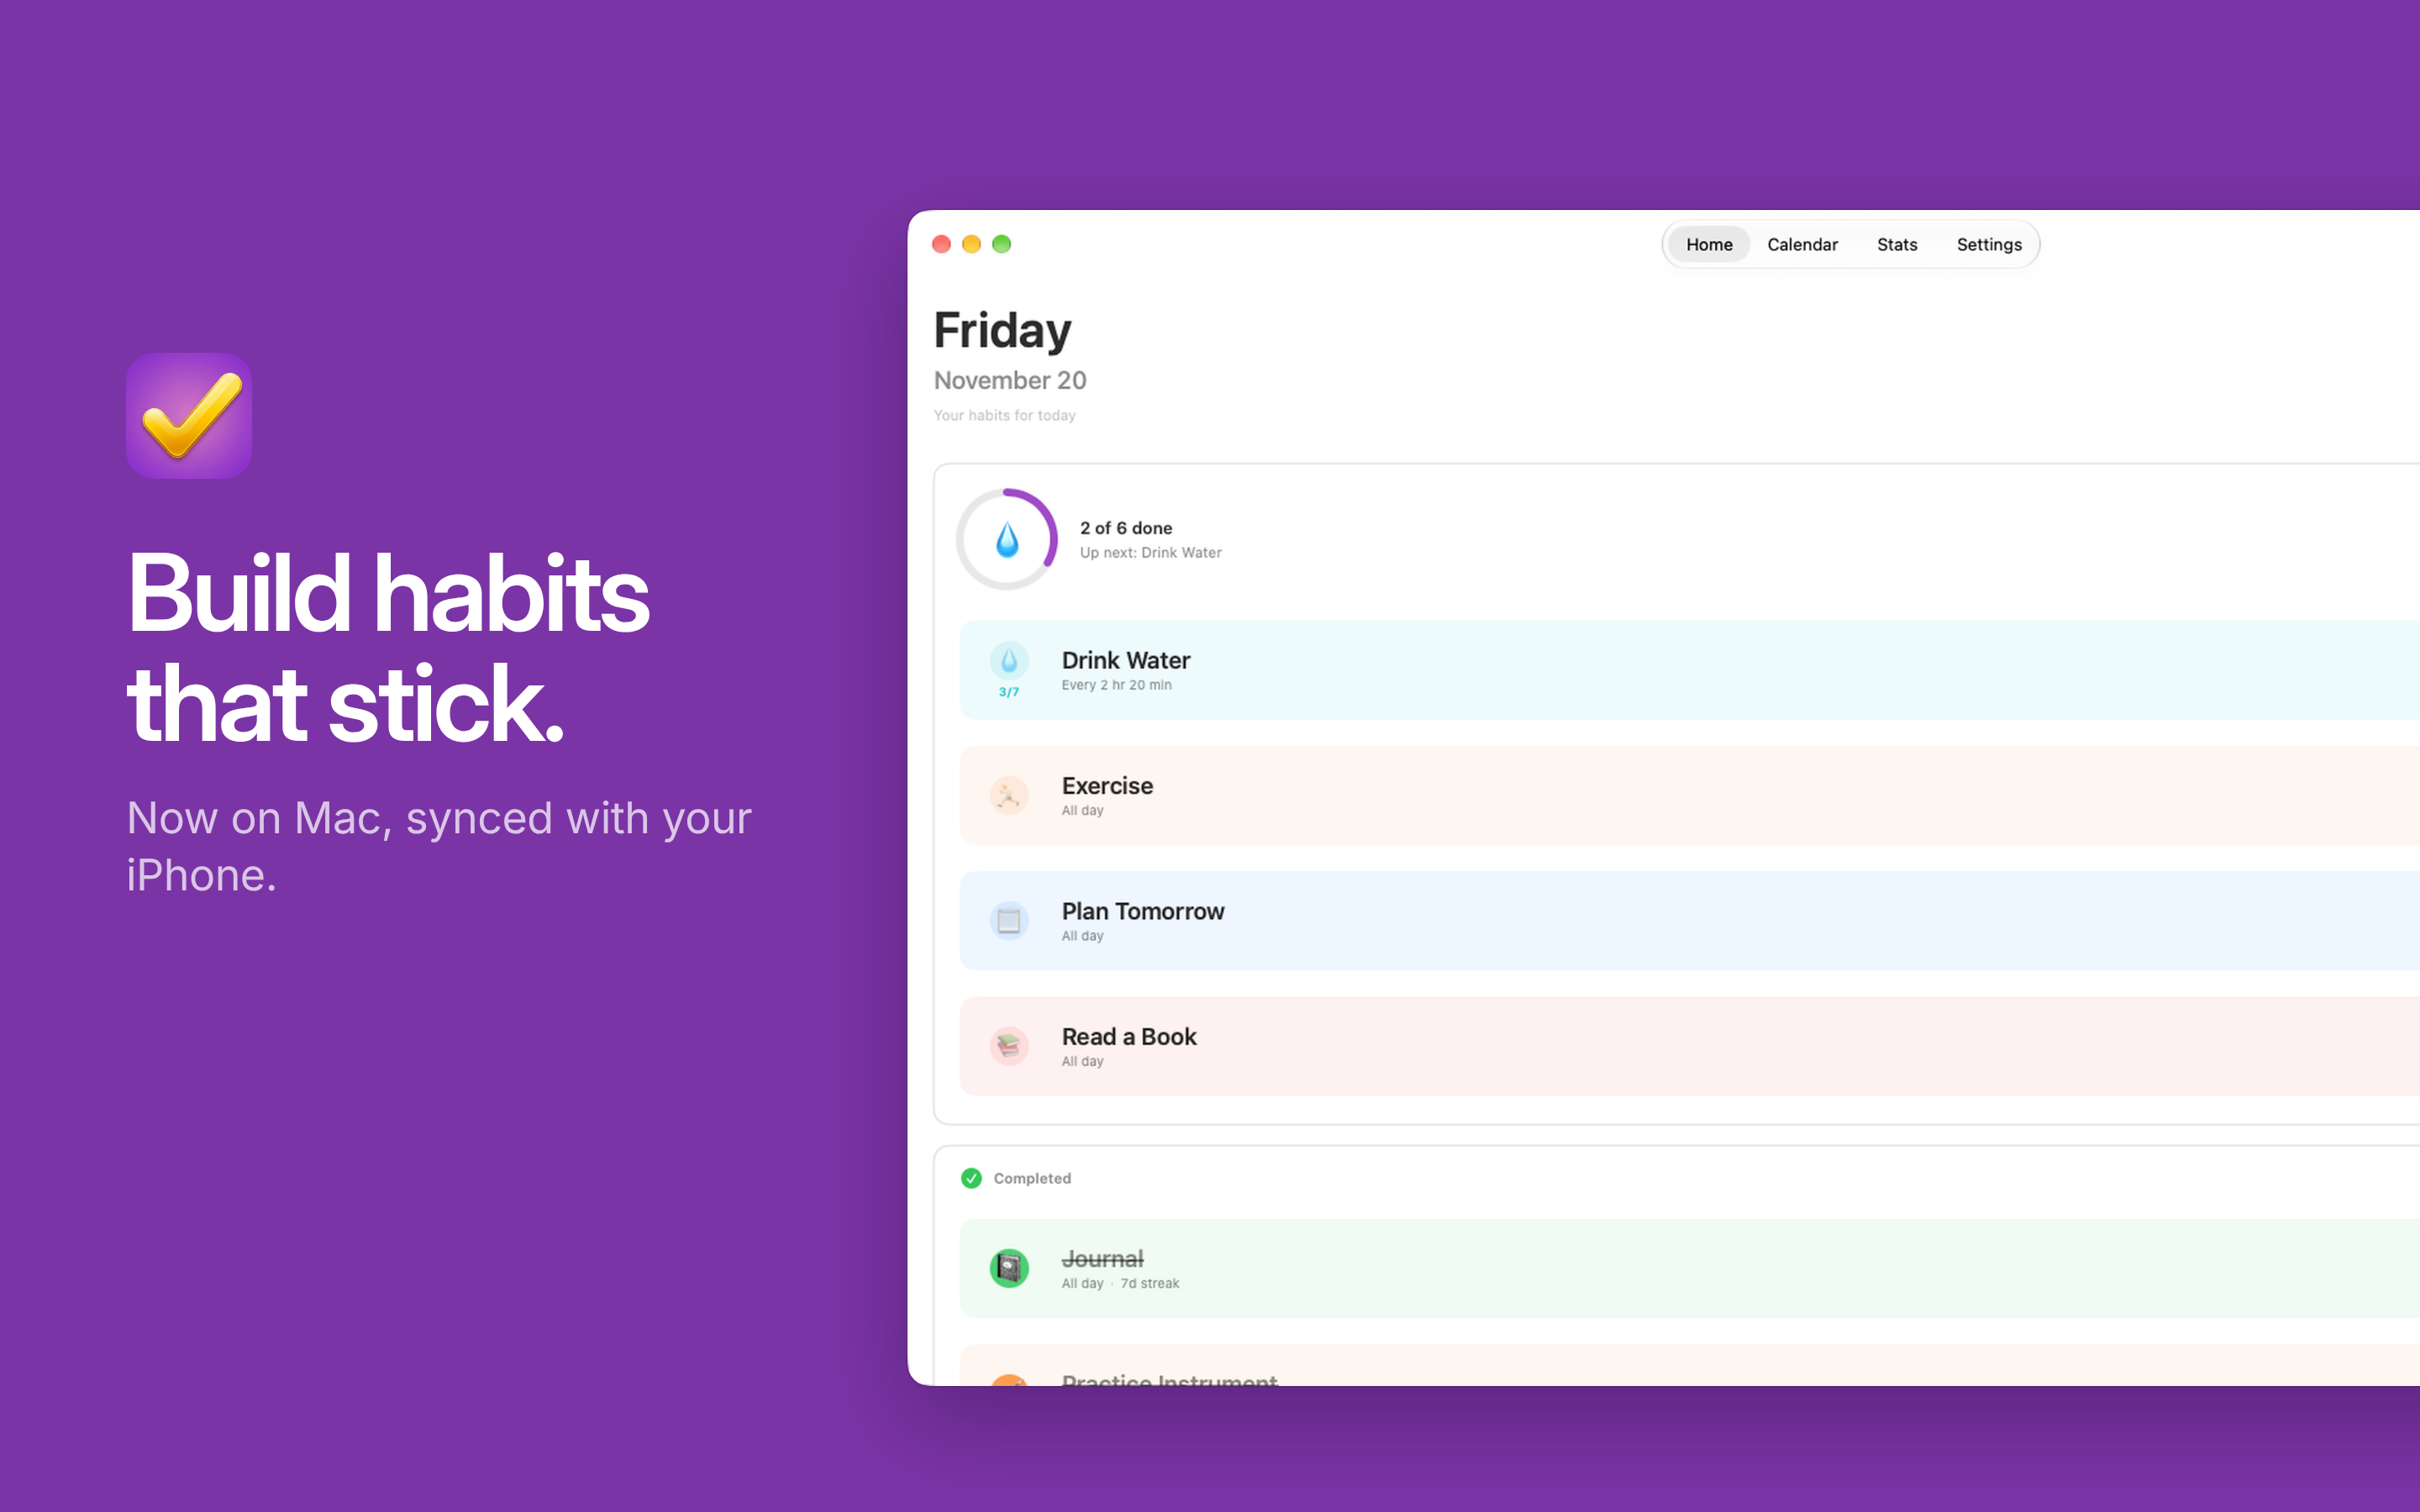 Build habits
that stick.
Now on Mac, synced with your
iPhone.
Home Calendar Stats Settings
Friday
November 20
Your habits for today
2 of 6 done
Up next: Drink Water
Drink Water
Every 2 hr 20 min
3/7
Exercise
All day
Plan Tomorrow
All day
Read a Book
All day
Completed
Journal
All day · 7d streak
Practice Instrument